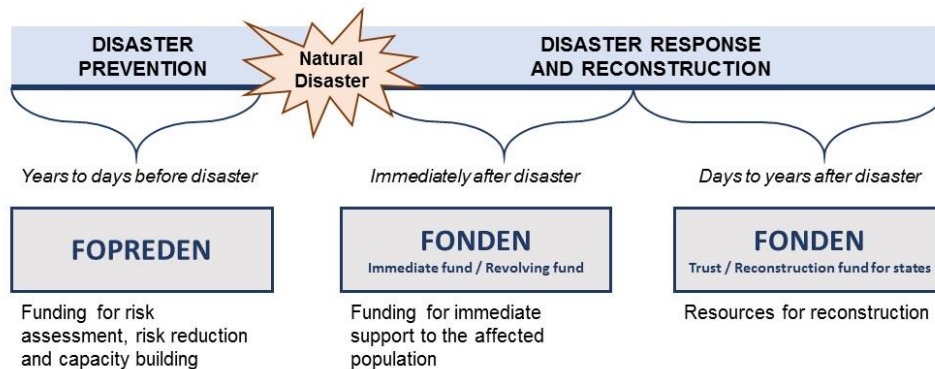 DISASTER
PREVENTION
Natural
Disaster
DISASTER RESPONSE
AND RECONSTRUCTION
Years to days before disaster
Immediately after disaster
Days to years after disaster
FOPREDEN
FONDEN
Immediate fund / Revolving fund
FONDEN
Trust / Reconstruction fund for states
Funding for risk
assessment, risk reduction
and capacity building
Funding for immediate
support to the affected
population
Resources for reconstruction